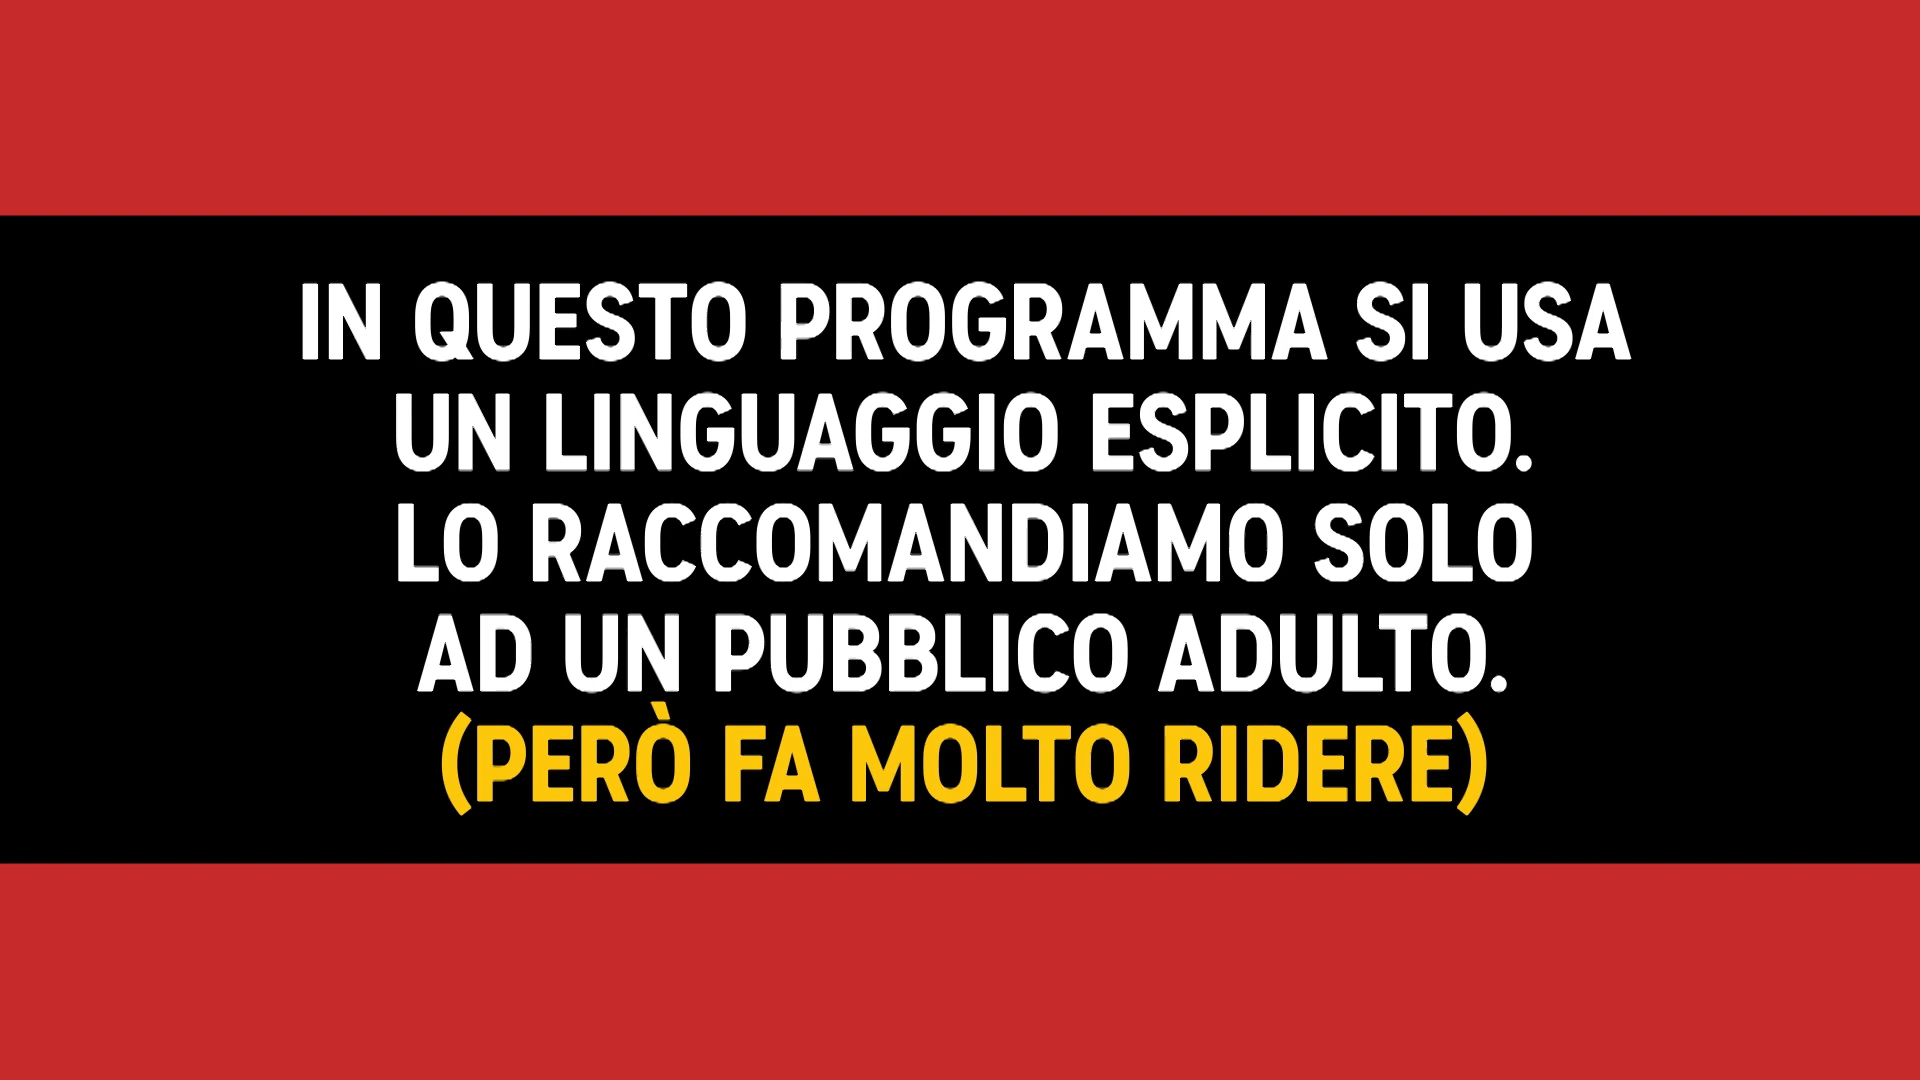 IN QUESTO PROGRAMMA SI USA
UN LINGUAGGIO ESPLICITO.
LO RACCOMANDIAMO SOLO
AD UN PUBBLICO ADULTO.
(PERÒ FA MOLTO RIDERE)